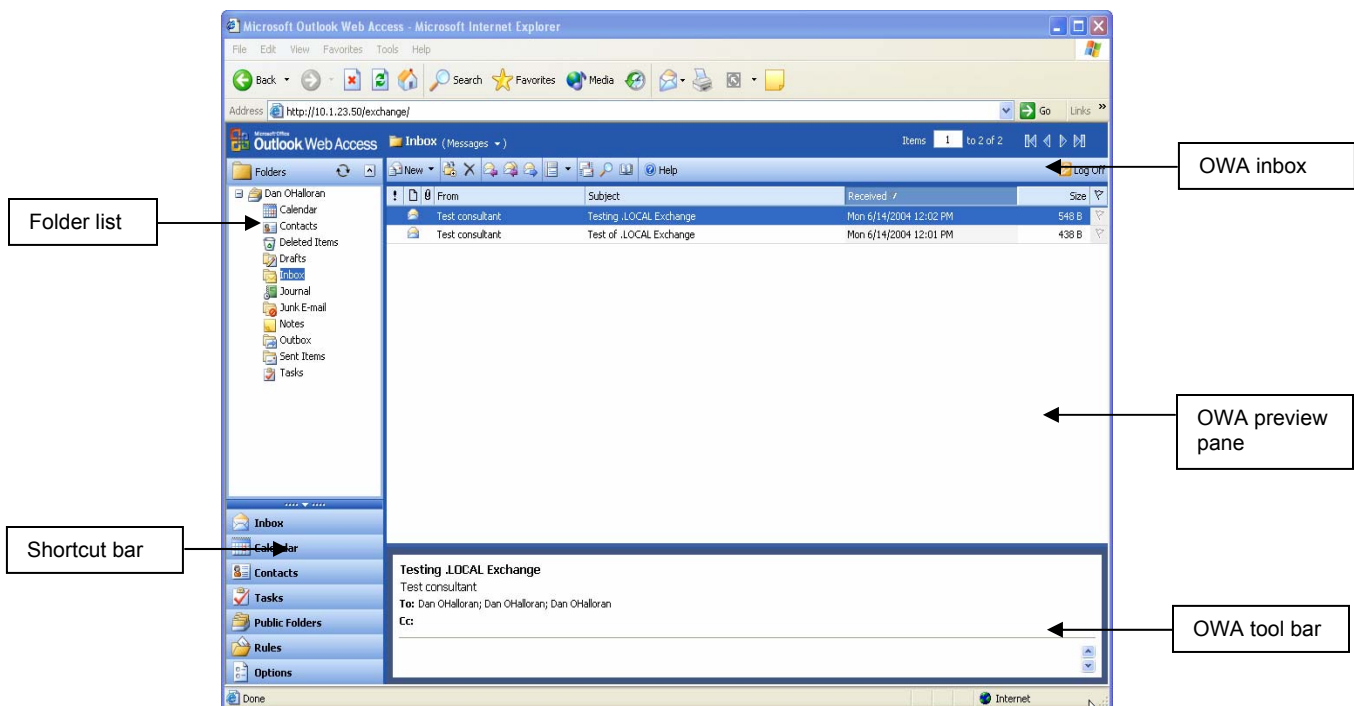 Microsoft Outlook Web Access - Microsoft Internet Explorer
File Edit View Favorites Tools Help
Back Search Favorites Media
Address http://10.1.23.50/exchange/ Go Links »
Microsoft Office
Outlook Web Access Inbox (Messages ) Items 1 to 2 of 2
OWA inbox
Folders New Help Log Off
Dan OHalloran ! From Subject Received Size
Folder list
Calendar Test consultant Testing .LOCAL Exchange Mon 6/14/2004 12:02 PM 548 B
Contacts
Deleted Items Test consultant Test of .LOCAL Exchange Mon 6/14/2004 12:01 PM 438 B
Drafts
Inbox
Journal
Junk E-mail
Notes
Outbox
Sent Items
Tasks
OWA preview
pane
Inbox
Shortcut bar
Calendar
Contacts
Tasks
Public Folders
Rules
Options
Testing .LOCAL Exchange
Test consultant
To: Dan OHalloran; Dan OHalloran; Dan OHalloran
Cc:
OWA tool bar
Done Internet